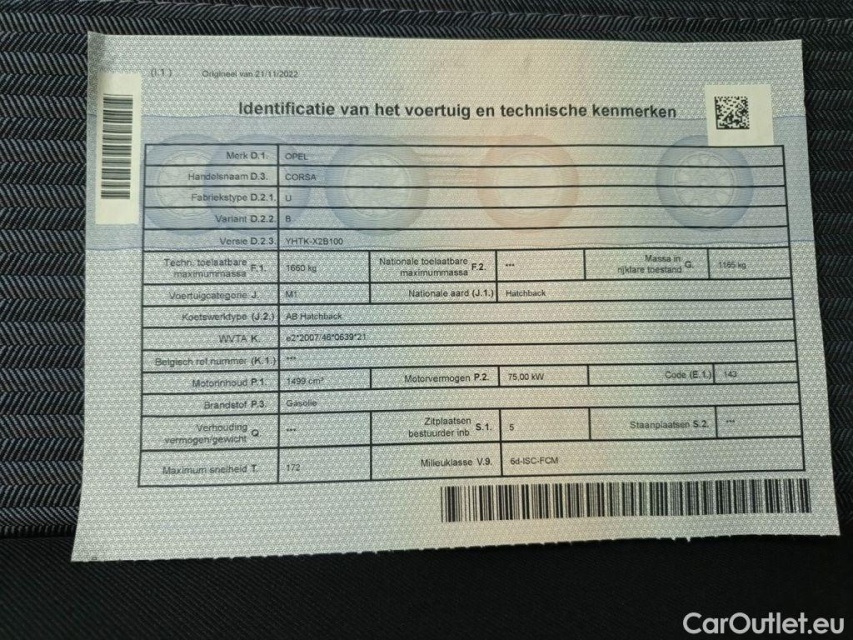 (I.1.) Origineel van 21/11/2022
Identificatie van het voertuig en technische kenmerken
Merk D.1. OPEL
Handelsnaam D.3. CORSA
Fabriekstype D.2.1. U
Variant D.2.2. B
Versie D.2.3. YHTK-X2B100
Techn. toelaatbare maximummassa F.1. 1660 kg Nationale toelaatbare maximummassa F.2. --- Massa in rijklare toestand G. 1165 kg
Voertuigcategorie J. M1 Nationale aard (J.1.) Hatchback
Koetswerktype (J.2.) AB Hatchback
WVTA K. e2*2007/46*0639*21
Belgisch ref.nummer (K.1.) ---
Motorinhoud P.1. 1499 cm³ Motorvermogen P.2. 75,00 kW Code (E.1.) 143
Brandstof P.3. Gasolie
Verhouding vermogen/gewicht Q. --- Zitplaatsen bestuurder inb. S.1. 5 Staanplaatsen S.2. ---
Maximum snelheid T. 172 Milieuklasse V.9. 6d-ISC-FCM
CarOutlet.eu